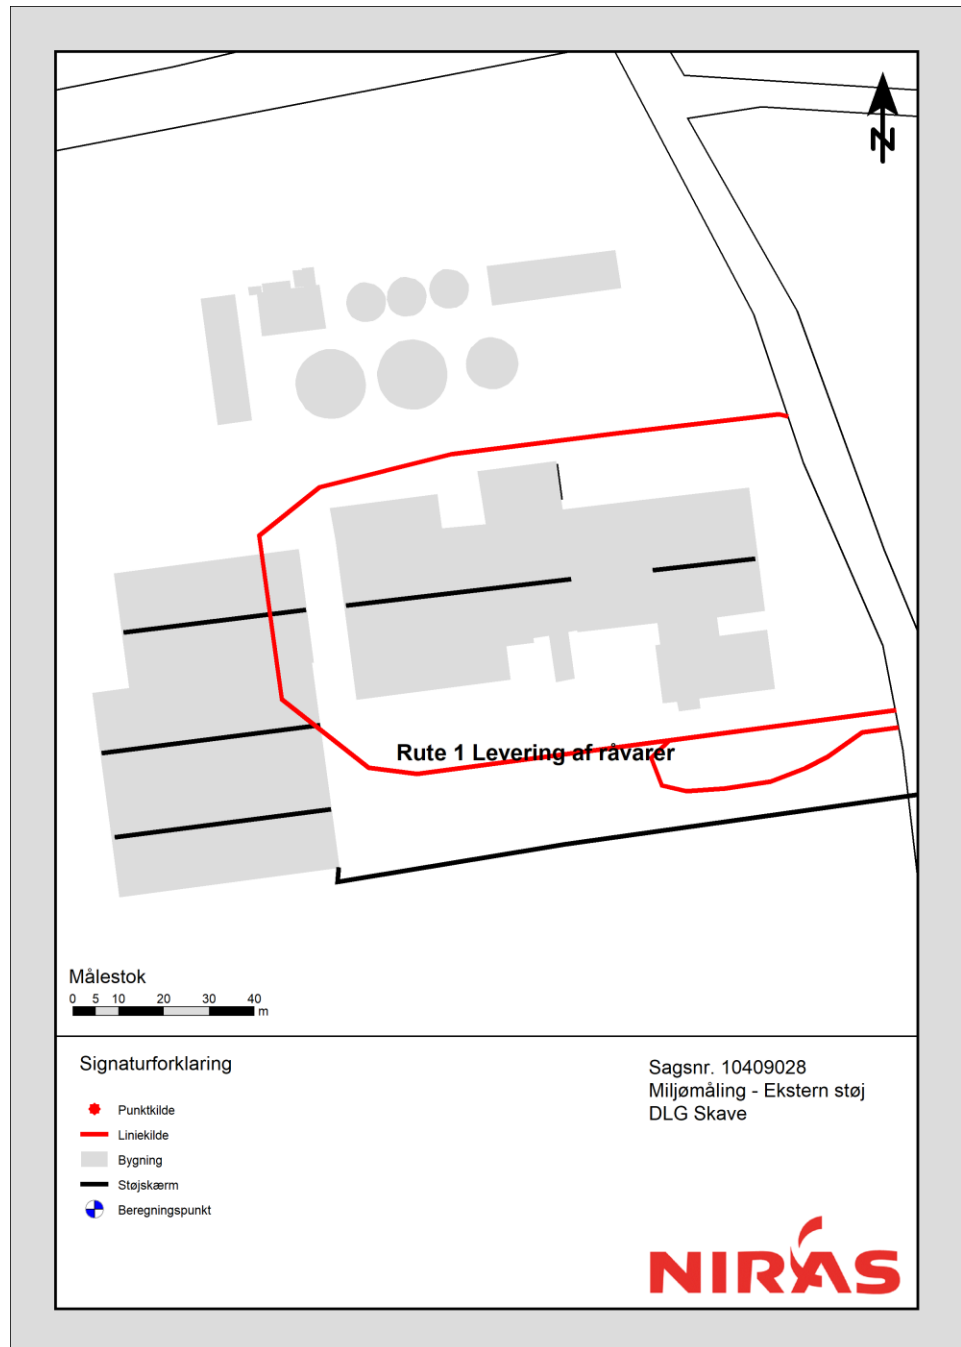 N
Rute 1 Levering af råvarer
Målestok
0 5 10 20 30 40
m
Signaturforklaring
Punktkilde
Liniekilde
Bygning
Støjskærm
Beregningspunkt
Sagsnr. 10409028
Miljømåling - Ekstern støj
DLG Skave
NIRAS